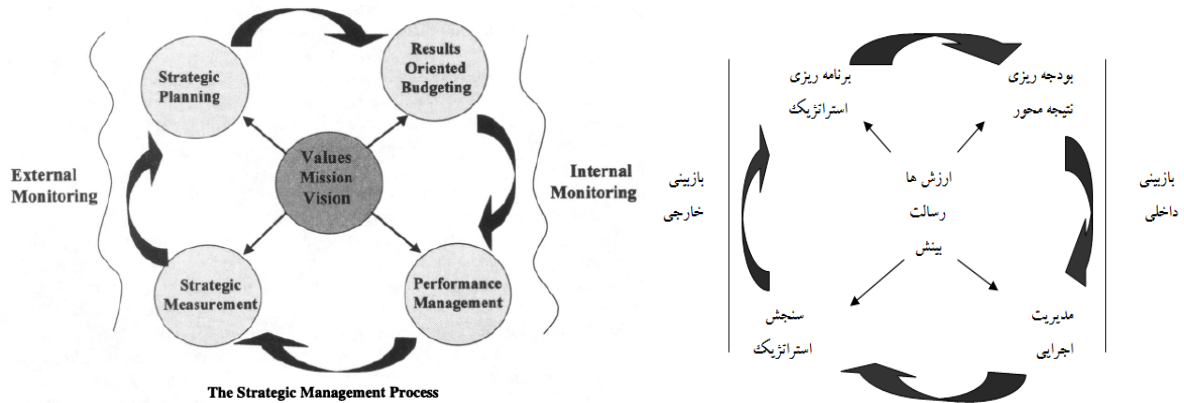 Strategic
Planning
Results
Oriented
Budgeting
Values
Mission
Vision
External
Monitoring
Internal
Monitoring
Strategic
Measurement
Performance
Management
The Strategic Management Process
برنامه ریزی
استراتژیک
بودجه ریزی
نتیجه محور
ارزش ها
رسالت
بینش
بازبینی
خارجی
بازبینی
داخلی
سنجش
استراتژیک
مدیریت
اجرایی